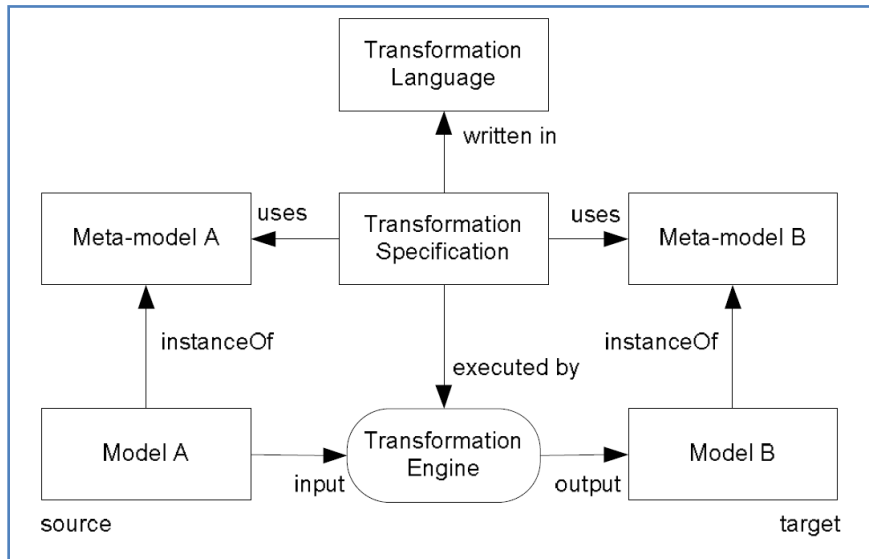 Transformation
Language
written in
uses
uses
Meta-model A
Transformation
Specification
Meta-model B
instanceOf
instanceOf
executed by
Model A
Transformation
Engine
Model B
input
output
source
target